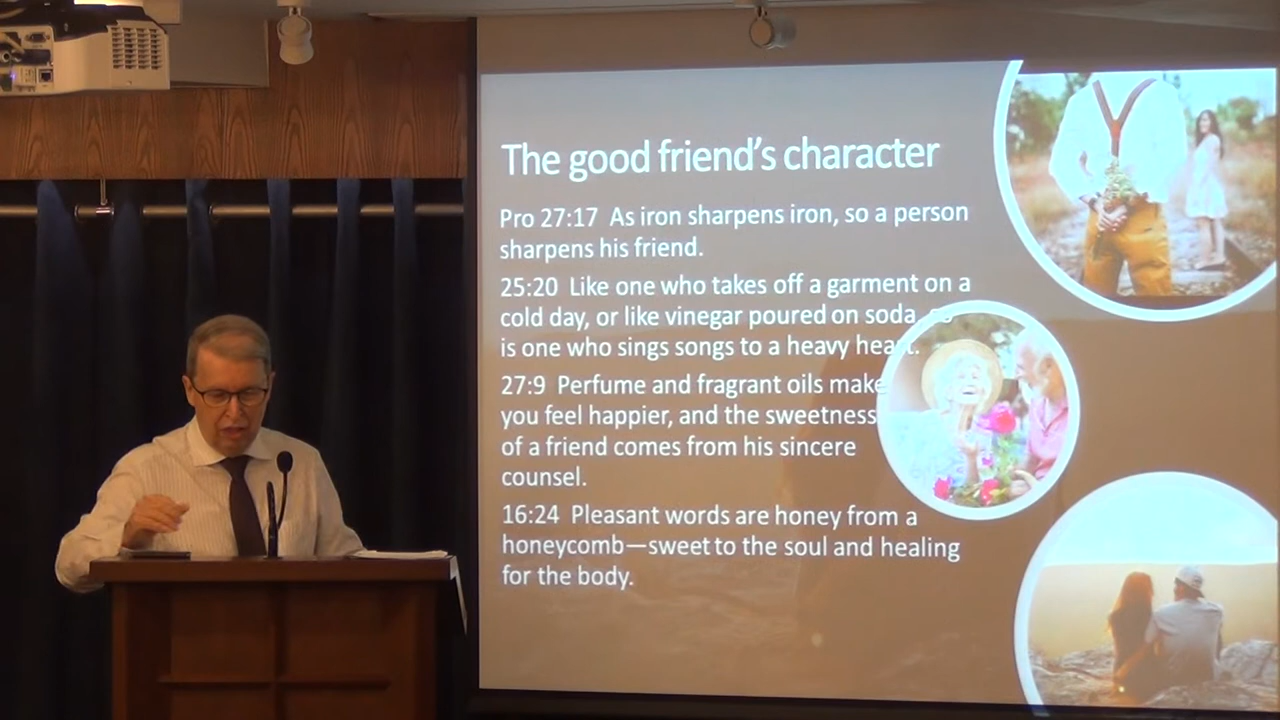 The good friend's character
Pro 27:17  As iron sharpens iron, so a person
sharpens his friend.
25:20  Like one who takes off a garment on a
cold day, or like vinegar poured on soda, so
is one who sings songs to a heavy heart.
27:9  Perfume and fragrant oils make
you feel happier, and the sweetness
of a friend comes from his sincere
counsel.
16:24  Pleasant words are honey from a
honeycomb—sweet to the soul and healing
for the body.